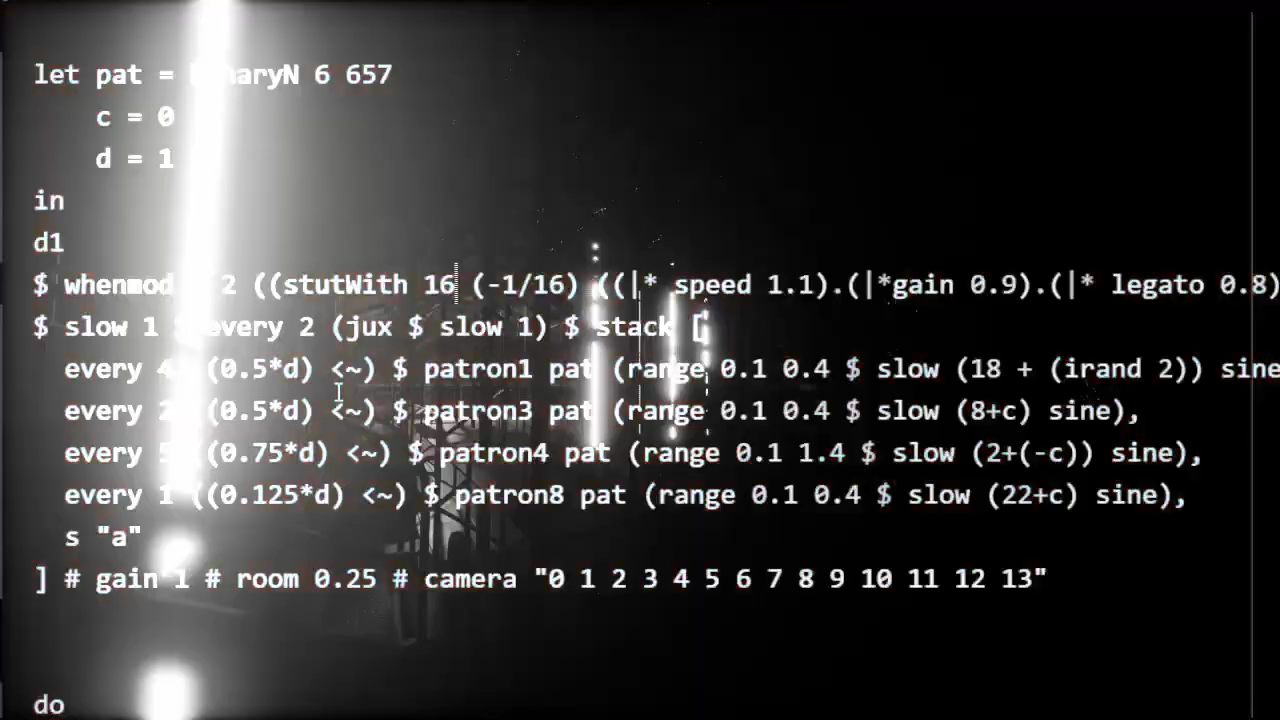 let pat = binaryN 6 657
c = 0
d = 1
in
d1
$ whenmod 2 ((stutWith 16 (-1/16) ((|* speed 1.1).(|*gain 0.9).(|* legato 0.8)
$ slow 1 $ every 2 (jux $ slow 1) $ stack [
every 4 ((0.5*d) <~) $ patron1 pat (range 0.1 0.4 $ slow (18 + (irand 2)) sine
every 2 ((0.5*d) <~) $ patron3 pat (range 0.1 0.4 $ slow (8+c) sine),
every 5 ((0.75*d) <~) $ patron4 pat (range 0.1 1.4 $ slow (2+(-c)) sine),
every 1 ((0.125*d) <~) $ patron8 pat (range 0.1 0.4 $ slow (22+c) sine),
s "a"
] # gain 1 # room 0.25 # camera "0 1 2 3 4 5 6 7 8 9 10 11 12 13"
do